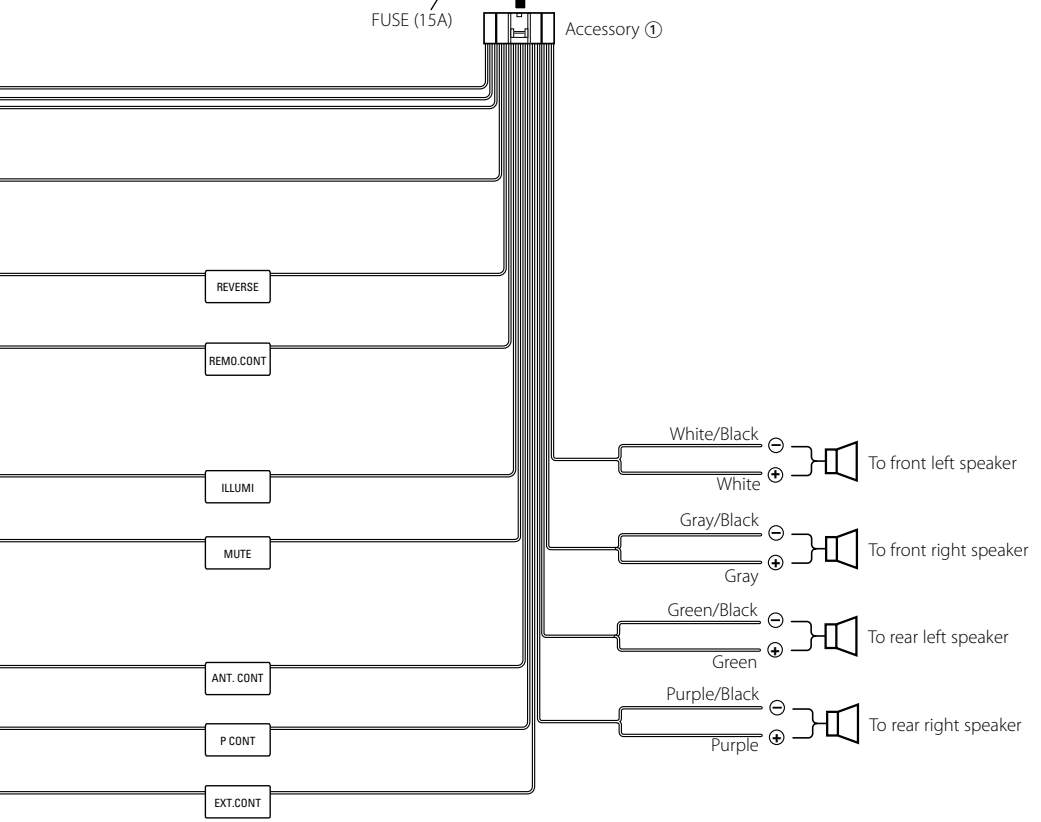 FUSE (15A)
Accessory ①
REVERSE
REMO.CONT
ILLUMI
MUTE
ANT. CONT
P CONT
EXT.CONT
White/Black ⊖
White ⊕
To front left speaker
Gray/Black ⊖
Gray ⊕
To front right speaker
Green/Black ⊖
Green ⊕
To rear left speaker
Purple/Black ⊖
Purple ⊕
To rear right speaker